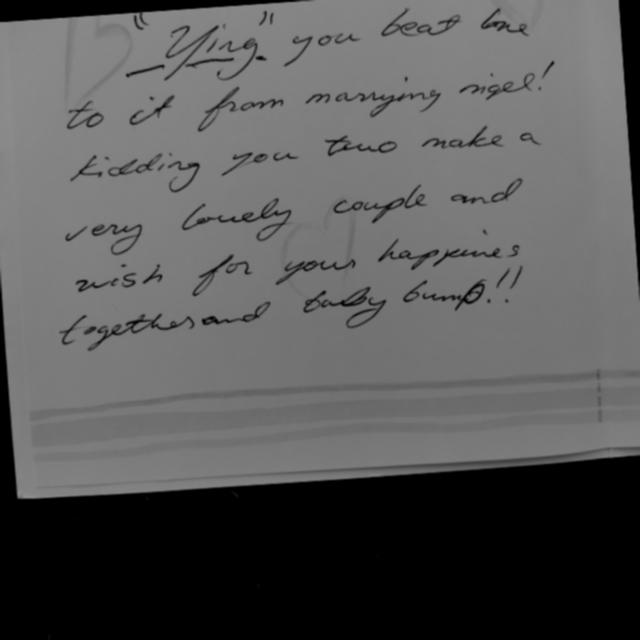 "Ying" you beat me
to it from marrying nigel!
kidding you two make a
very lovely couple and
wish for your happiness
together and baby bump!!